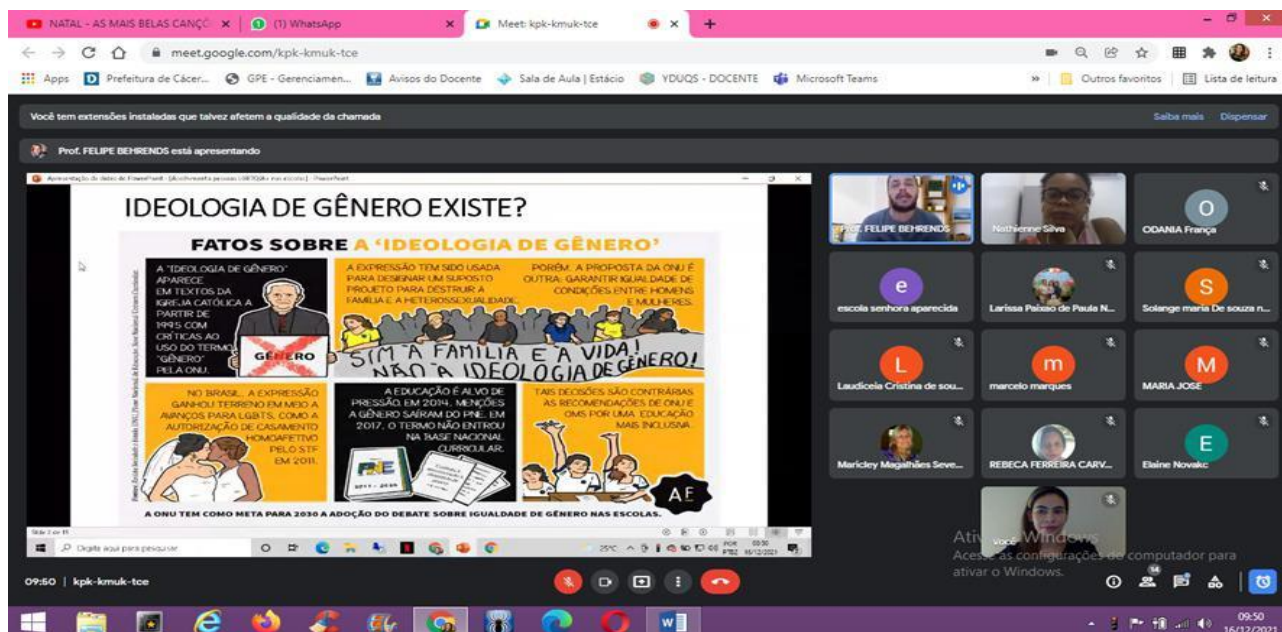 NATAL - AS MAIS BELAS CANÇÕ
(1) WhatsApp
Meet: kpk-kmuk-tce
meet.google.com/kpk-kmuk-tce
Apps
Prefeitura de Cácer...
GPE - Gerenciamen...
Avisos do Docente
Sala de Aula | Estácio
YDUQS - DOCENTE
Microsoft Teams
Outros favoritos
Lista de leitura
Você tem extensões instaladas que talvez afetem a qualidade da chamada
Saiba mais
Dispensar
Prof. FELIPE BEHRENDS está apresentando
IDEOLOGIA DE GÊNERO EXISTE?
FATOS SOBRE A 'IDEOLOGIA DE GÊNERO'
A "IDEOLOGIA DE GÊNERO"
APARECE
EM TEXTOS DA
IGREJA CATÓLICA A
PARTIR DE
1995 COM
CRÍTICAS AO
USO DO TERMO
"GÊNERO"
PELA ONU.
GÊNERO
A EXPRESSÃO TEM SIDO USADA
PARA DESIGNAR UM SUPOSTO
PROJETO PARA DESTRUIR A
FAMÍLIA E A HETEROSSEXUALIDADE.
PORÉM, A PROPOSTA DA ONU É
OUTRA: GARANTIR IGUALDADE DE
CONDIÇÕES ENTRE HOMENS
E MULHERES.
SIM A FAMÍLIA E A VIDA!
NÃO A IDEOLOGIA DE GÊNERO!
NO BRASIL, A EXPRESSÃO
GANHOU TERRENO EM MEIO A
AVANÇOS PARA LGBTS, COMO A
AUTORIZAÇÃO DE CASAMENTO
HOMOAFETIVO
PELO STF
EM 2011.
A EDUCAÇÃO É ALVO DE
PRESSÃO. EM 2014, MENÇÕES
A GÊNERO SAÍRAM DO PNE. EM
2017, O TERMO NÃO ENTROU
NA BASE NACIONAL
CURRICULAR.
PNE
TAIS DECISÕES SÃO CONTRÁRIAS
ÀS RECOMENDAÇÕES DE ONU E
OMS POR UMA EDUCAÇÃO
MAIS INCLUSIVA.
AF
A ONU TEM COMO META PARA 2030 A ADOÇÃO DO DEBATE SOBRE IGUALDADE DE GÊNERO NAS ESCOLAS.
Digite aqui para pesquisar
25°C
POR
PTB2
16/12/2021
Prof. FELIPE BEHRENDS
Nathienne Silva
O
ODANIA França
e
escola senhora aparecida
Larissa Paixao de Paula N...
S
Solange maria De souza n...
L
Laudiceia Cristina de sou...
m
marcelo marques
M
MARIA JOSE
Maricley Magalhães Seve...
REBECA FERREIRA CARV...
E
Elaine Novakc
Você
Acesse as configurações do computador para
ativar o Windows.
09:50 | kpk-kmuk-tce
14
09:50
16/12/2021